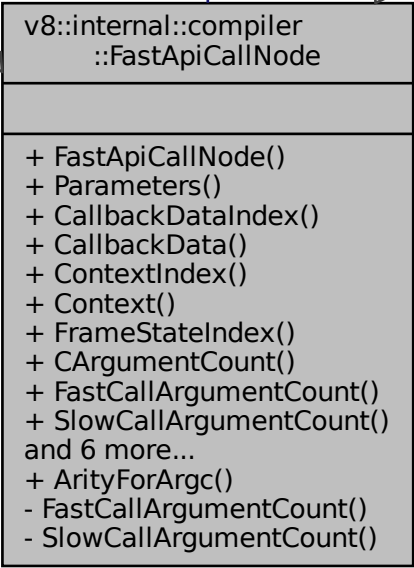 v8::internal::compiler
::FastApiCallNode
+ FastApiCallNode()
+ Parameters()
+ CallbackDataIndex()
+ CallbackData()
+ ContextIndex()
+ Context()
+ FrameStateIndex()
+ CArgumentCount()
+ FastCallArgumentCount()
+ SlowCallArgumentCount()
and 6 more...
+ ArityForArgc()
- FastCallArgumentCount()
- SlowCallArgumentCount()